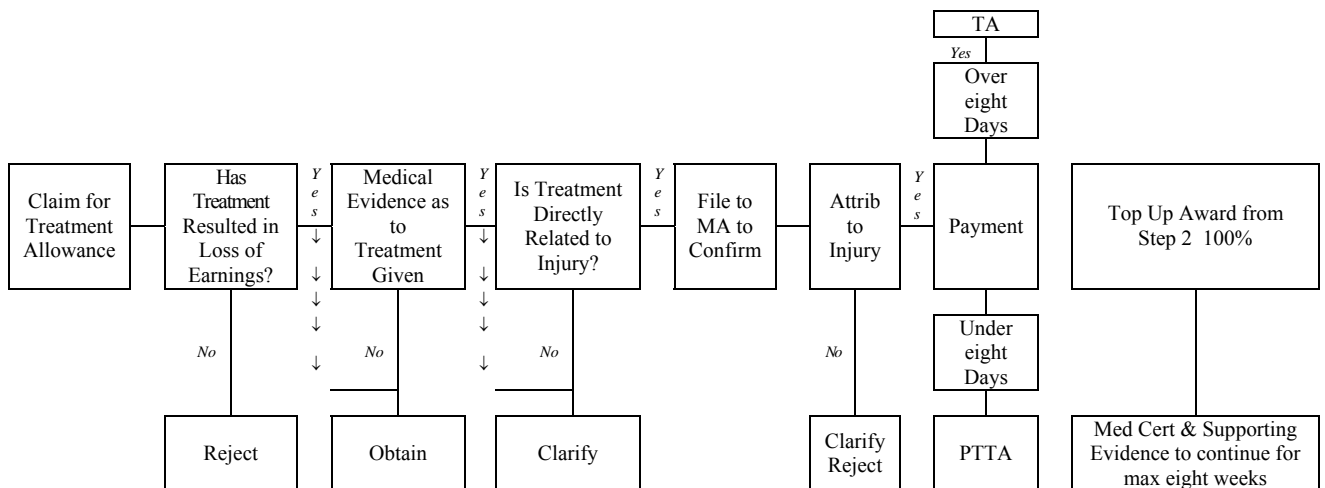 TA
Yes
Over
eight
Days
Claim for
Treatment
Allowance
Has
Treatment
Resulted in
Loss of
Earnings?
Y
e
s
↓
↓
↓
↓
↓
Medical
Evidence as
to
Treatment
Given
Y
e
s
↓
↓
↓
↓
↓
Is Treatment
Directly
Related to
Injury?
Y
e
s
File to
MA to
Confirm
Attrib
to
Injury
Y
e
s
Payment
Top Up Award from
Step 2 100%
No
No
No
No
Under
eight
Days
Reject
Obtain
Clarify
Clarify
Reject
PTTA
Med Cert & Supporting
Evidence to continue for
max eight weeks